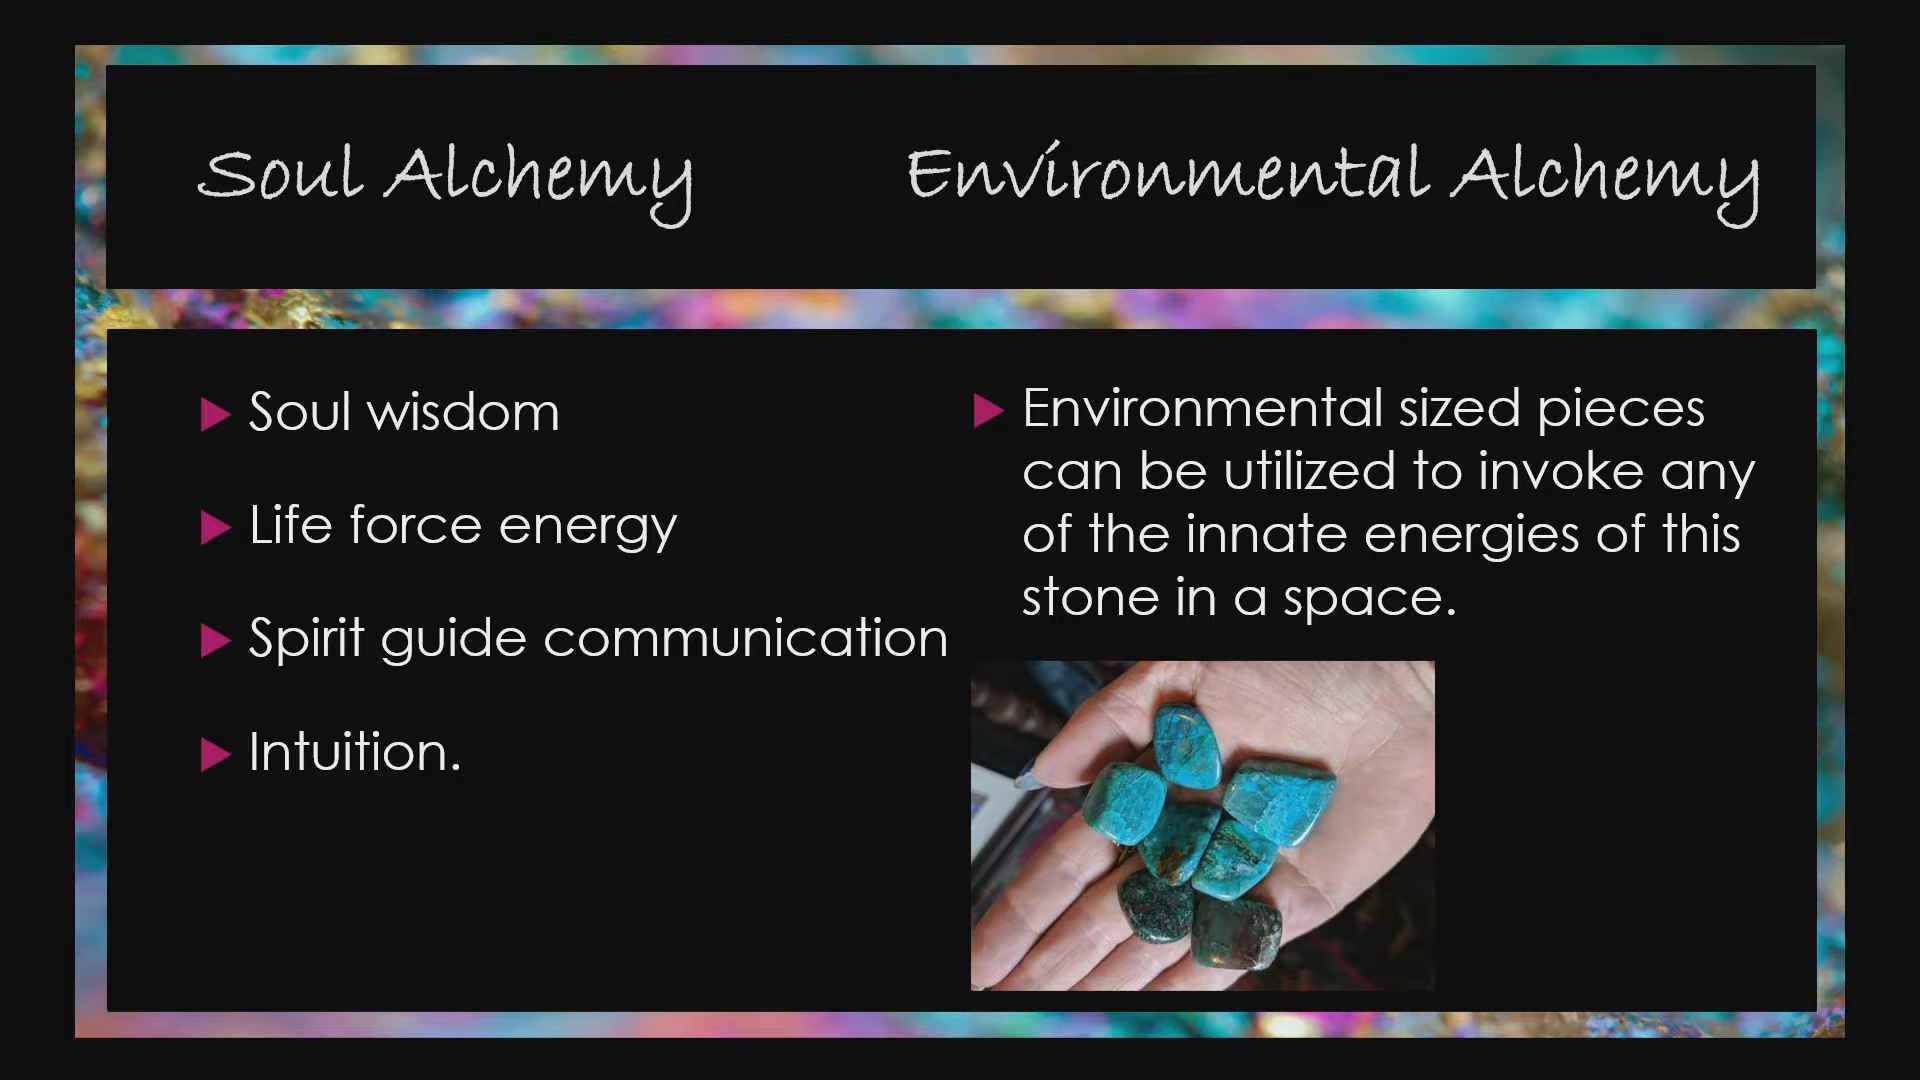 Soul Alchemy
Environmental Alchemy
Soul wisdom
Life force energy
Spirit guide communication
Intuition.
Environmental sized pieces
can be utilized to invoke any
of the innate energies of this
stone in a space.